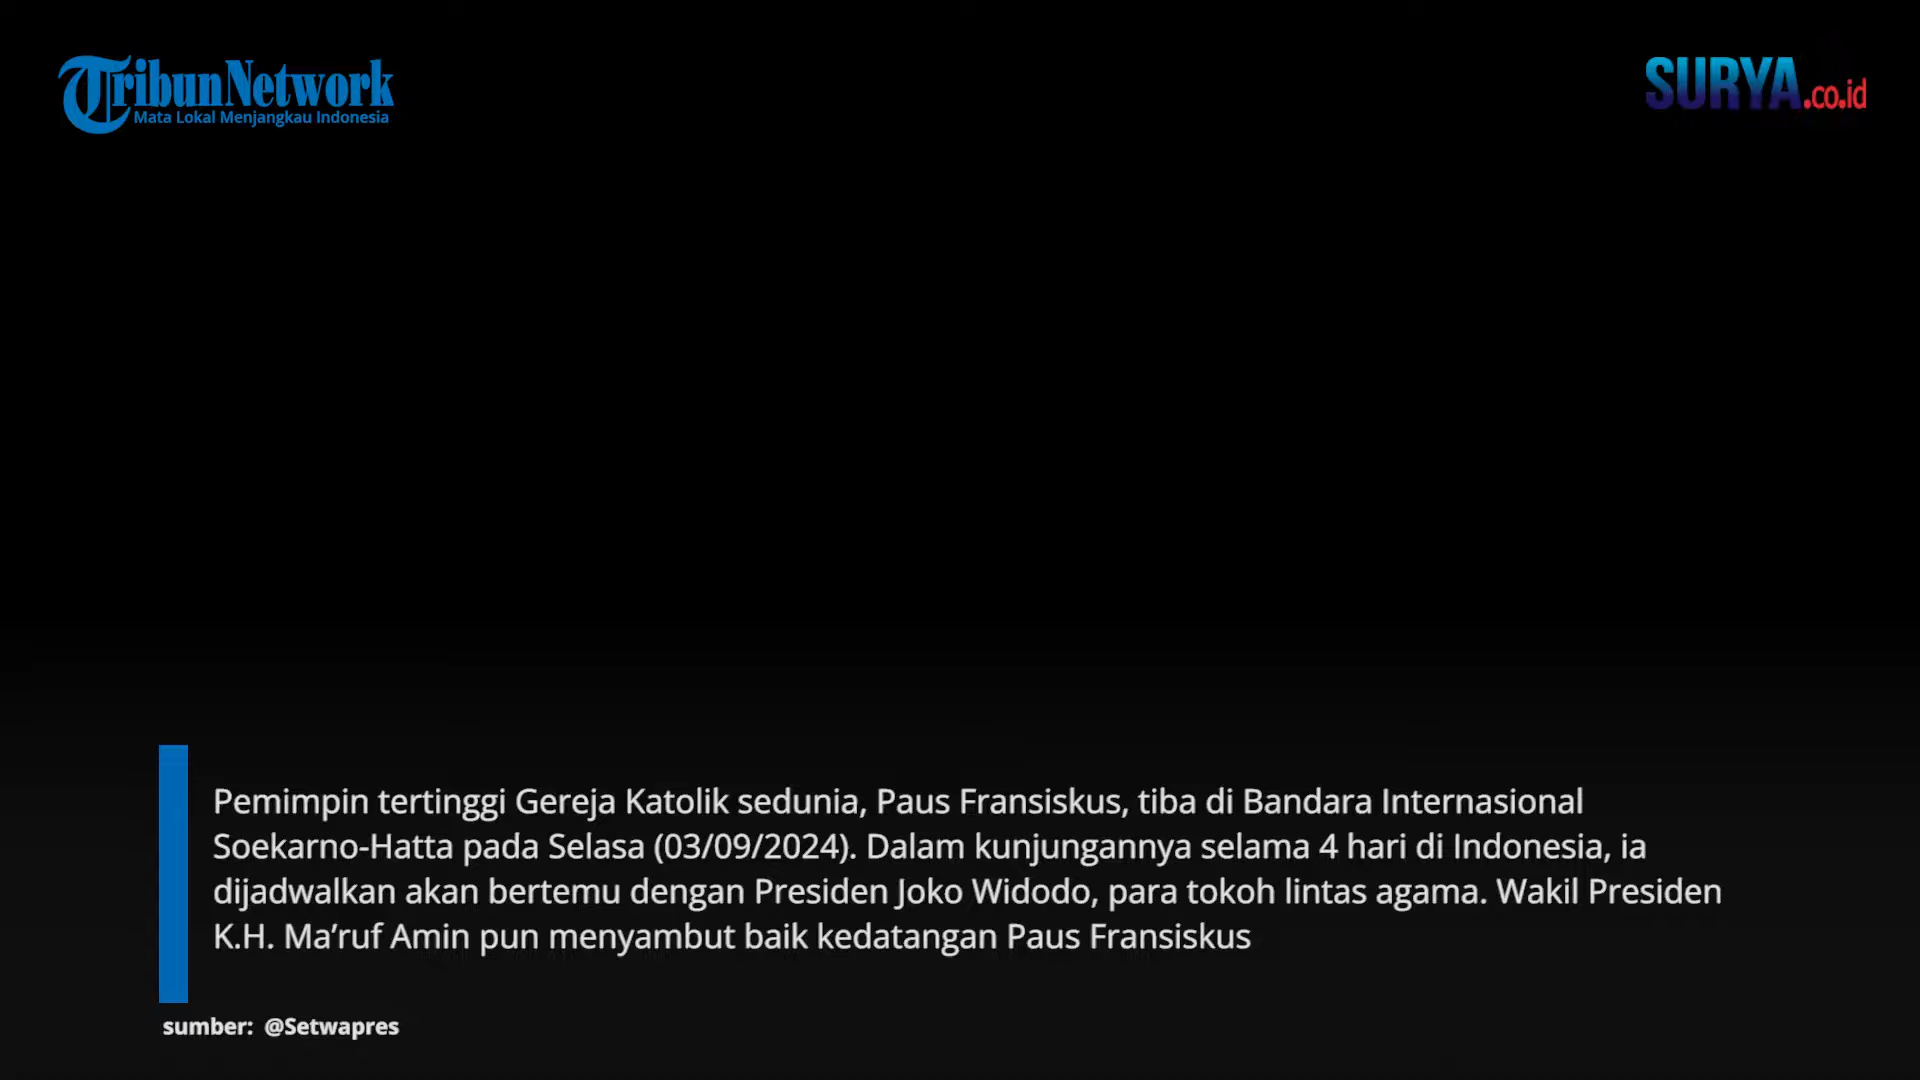 TribunNetwork
Mata Lokal Menjangkau Indonesia
SURYA.co.id
Pemimpin tertinggi Gereja Katolik sedunia, Paus Fransiskus, tiba di Bandara Internasional
Soekarno-Hatta pada Selasa (03/09/2024). Dalam kunjungannya selama 4 hari di Indonesia, ia
dijadwalkan akan bertemu dengan Presiden Joko Widodo, para tokoh lintas agama. Wakil Presiden
K.H. Ma’ruf Amin pun menyambut baik kedatangan Paus Fransiskus
sumber: @Setwapres